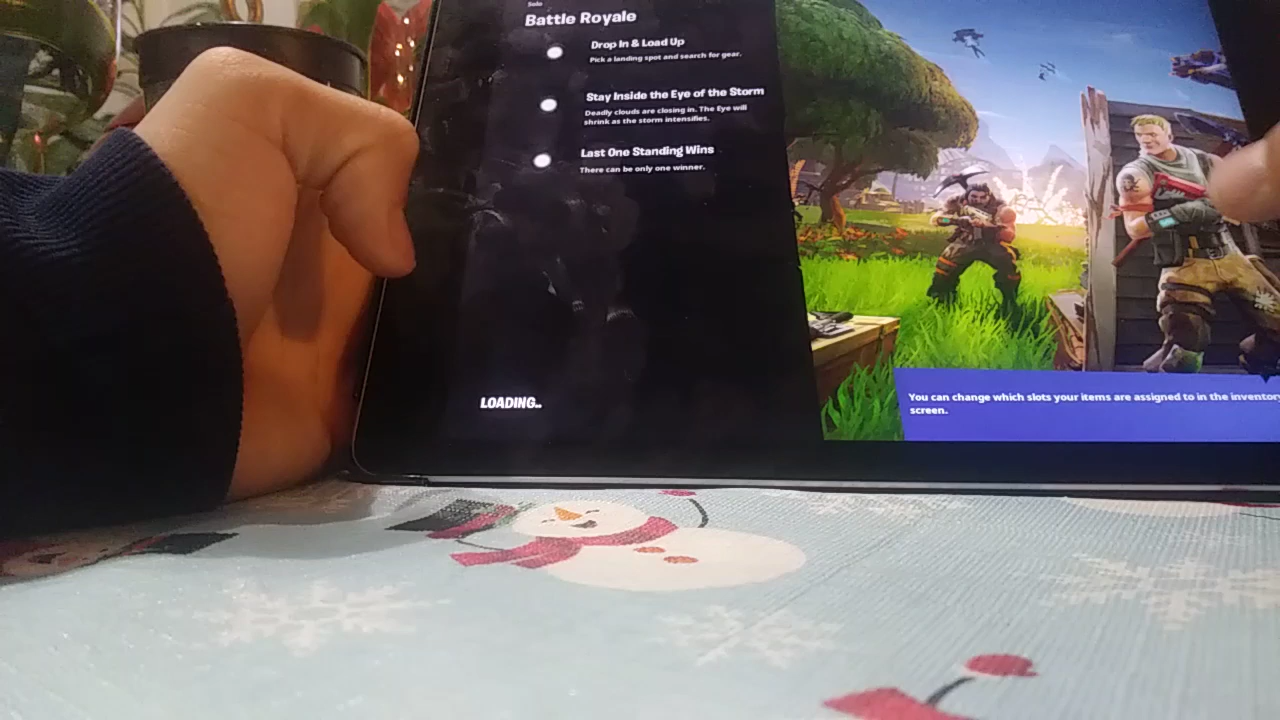 Solo
Battle Royale
Drop In & Load Up
Pick a landing spot and search for gear.
Stay Inside the Eye of the Storm
Deadly clouds are closing in. The Eye will
shrink as the storm intensifies.
Last One Standing Wins
There can be only one winner.
LOADING..
You can change which slots your items are assigned to in the inventory
screen.